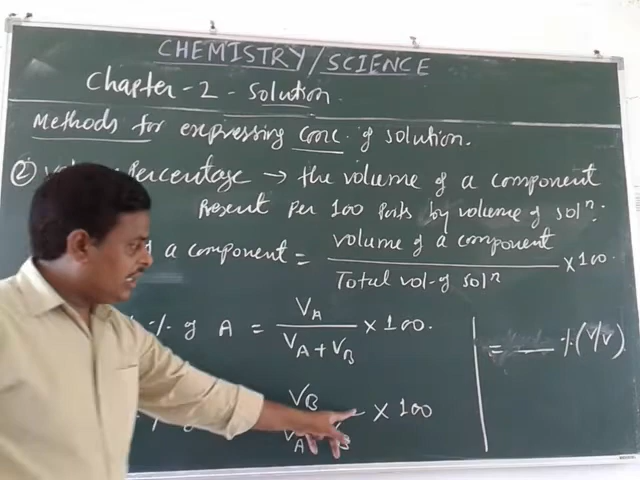 CHEMISTRY/SCIENCE
Chapter-2 - Solution.
Methods for expressing conc. of solution.
② Percentage → the volume of a component
Present Per 100 Parts by volume of solⁿ.
a component = volume of a component / Total vol. of solⁿ × 100.
% of A = V_A / V_A + V_B × 100.
= % (V/V)
V_B / V_A B × 100